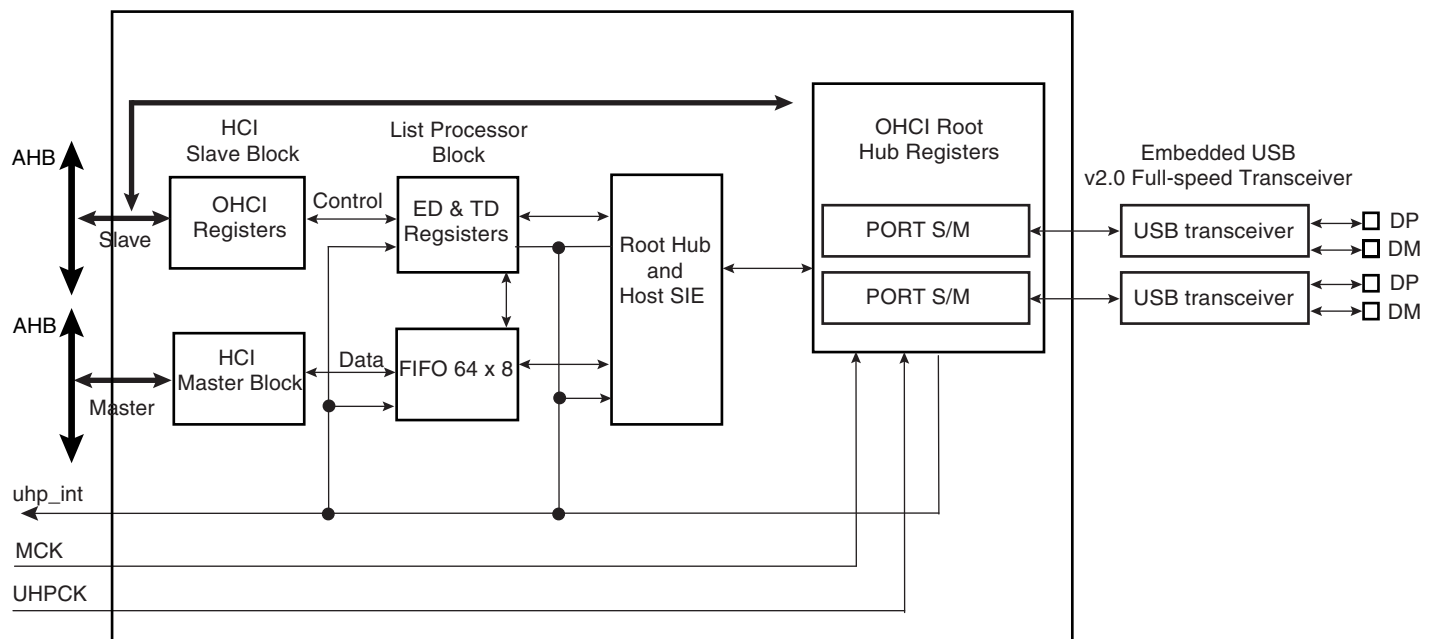 HCI
Slave Block
List Processor
Block
OHCI Root
Hub Registers
Embedded USB
v2.0 Full-speed Transceiver
AHB
Slave
OHCI
Registers
Control
ED & TD
Regsisters
Root Hub
and
Host SIE
PORT S/M
USB transceiver
DP
DM
PORT S/M
USB transceiver
DP
DM
AHB
Master
HCI
Master Block
Data
FIFO 64 x 8
uhp_int
MCK
UHPCK